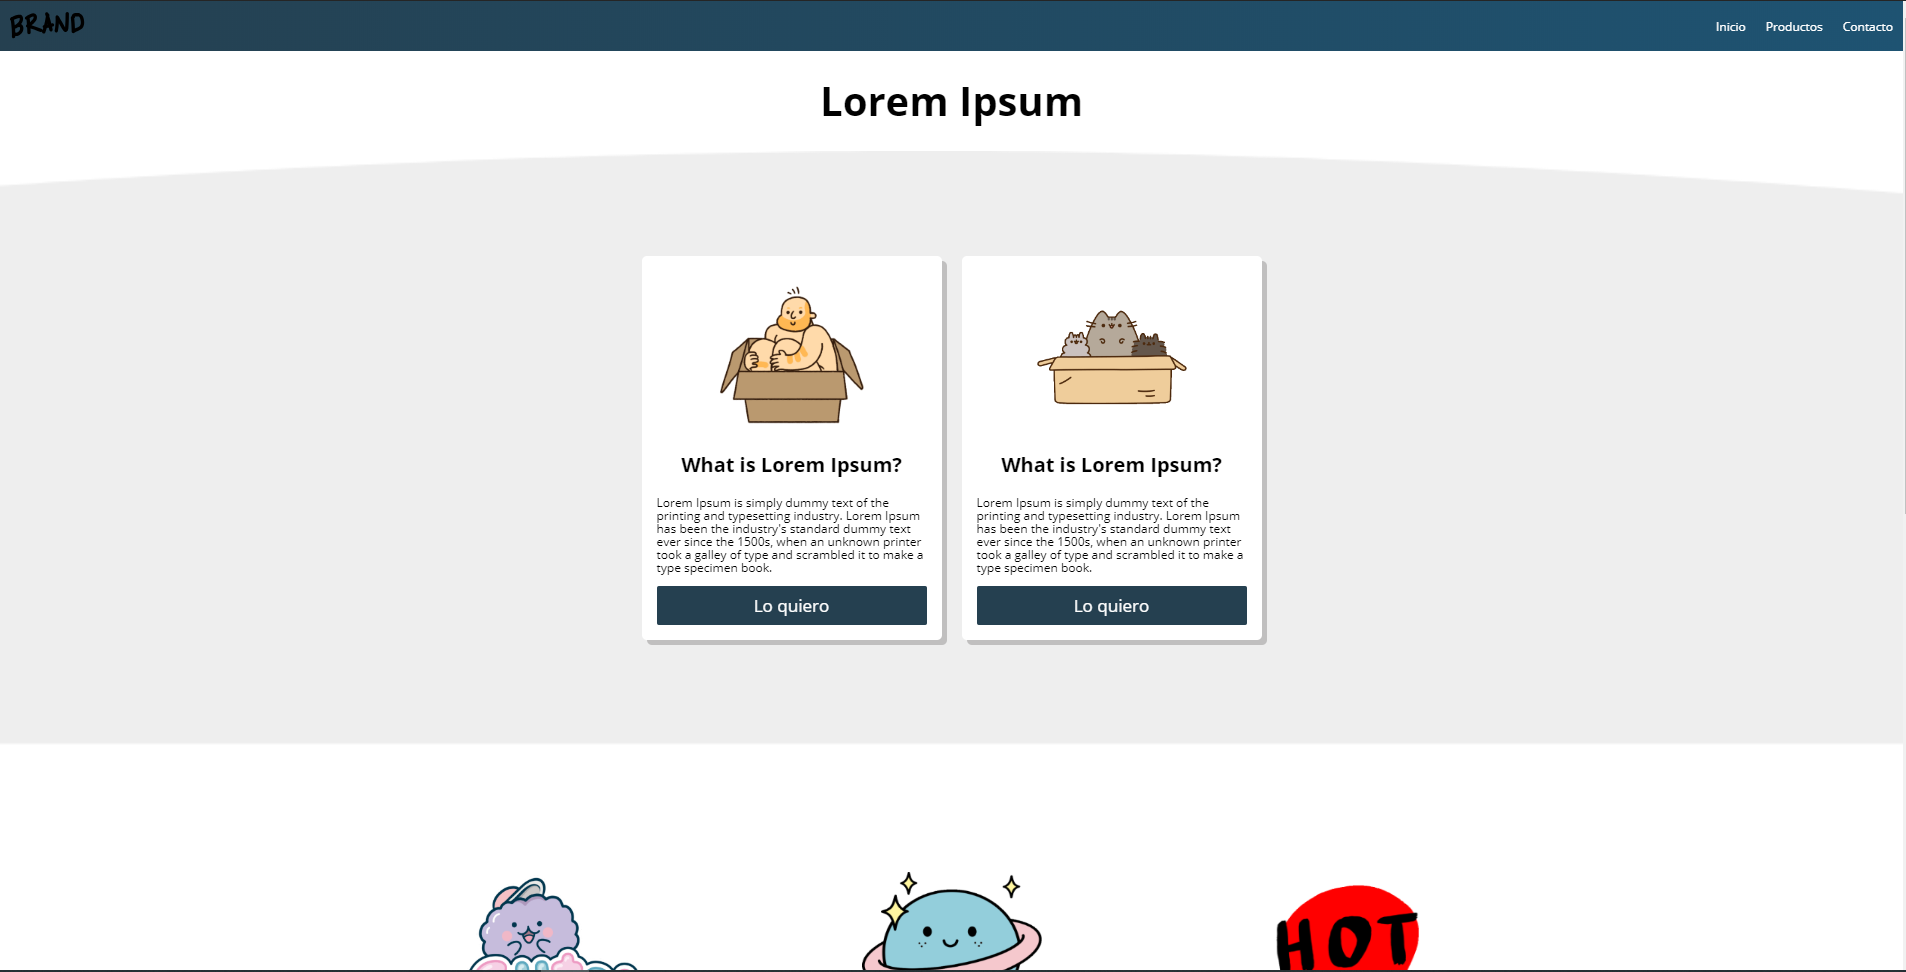 BRAND
Inicio Productos Contacto
Lorem Ipsum
What is Lorem Ipsum?
Lorem Ipsum is simply dummy text of the
printing and typesetting industry. Lorem Ipsum
has been the industry's standard dummy text
ever since the 1500s, when an unknown printer
took a galley of type and scrambled it to make a
type specimen book.
Lo quiero
What is Lorem Ipsum?
Lorem Ipsum is simply dummy text of the
printing and typesetting industry. Lorem Ipsum
has been the industry's standard dummy text
ever since the 1500s, when an unknown printer
took a galley of type and scrambled it to make a
type specimen book.
Lo quiero
HOT